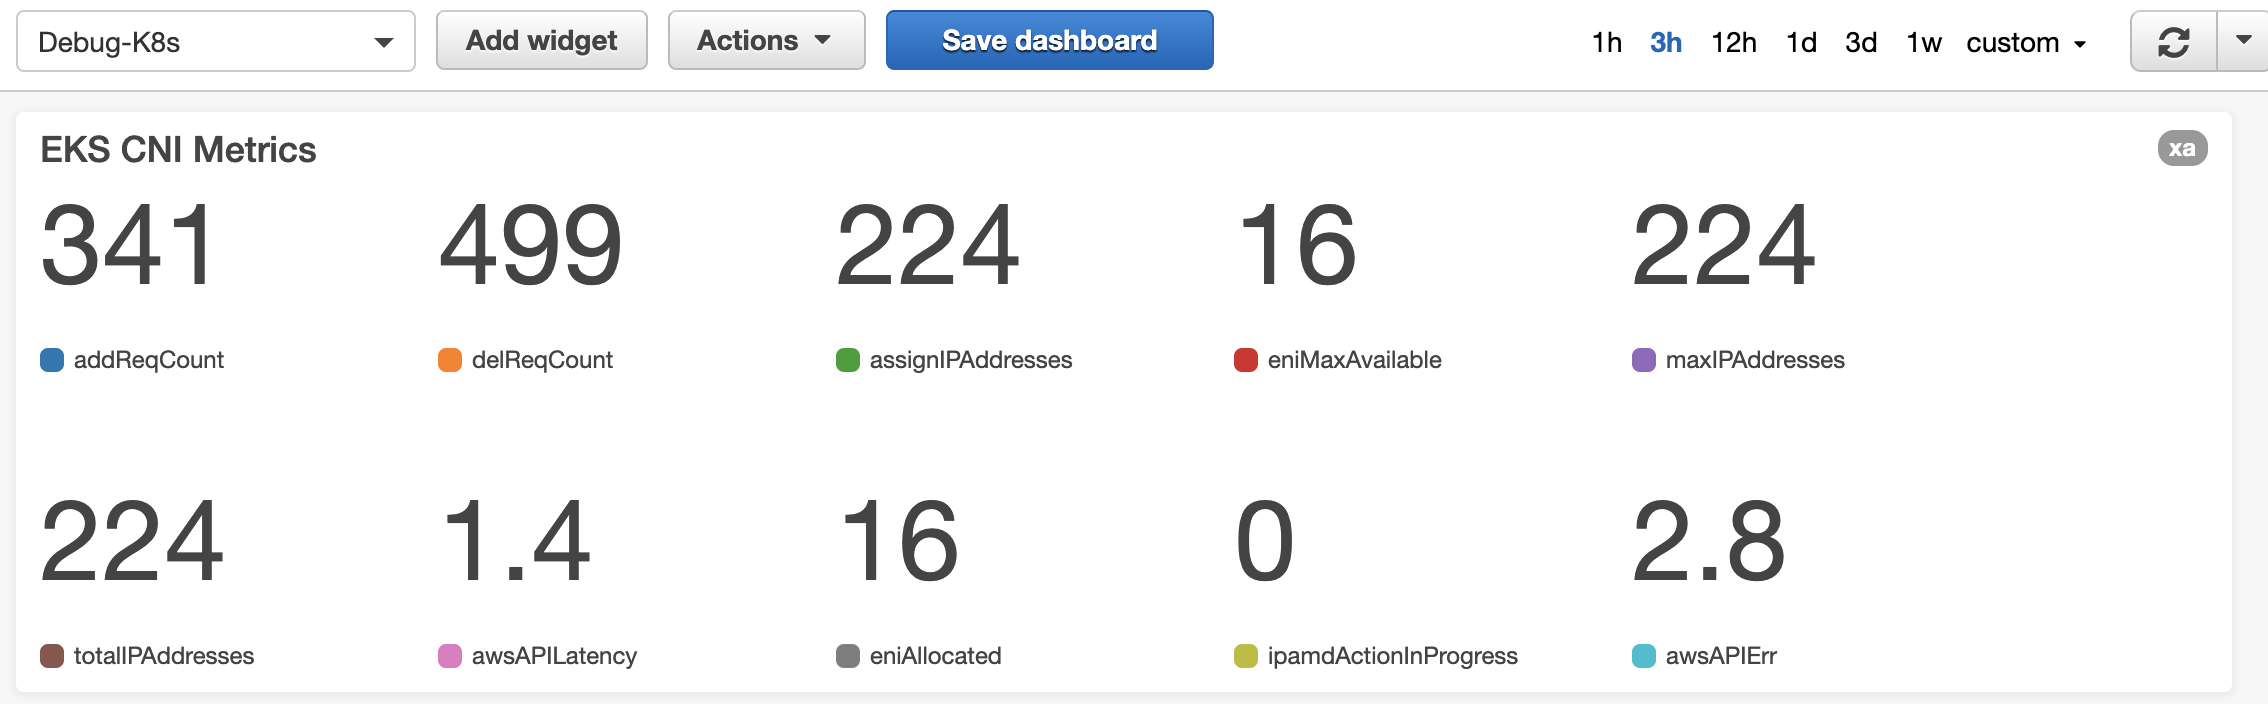 Debug-K8s Add widget Actions Save dashboard 1h 3h 12h 1d 3d 1w custom
EKS CNI Metrics xa
341 499 224 16 224
addReqCount delReqCount assignIPAddresses eniMaxAvailable maxIPAddresses
224 1.4 16 0 2.8
totalIPAddresses awsAPILatency eniAllocated ipamdActionInProgress awsAPIErr